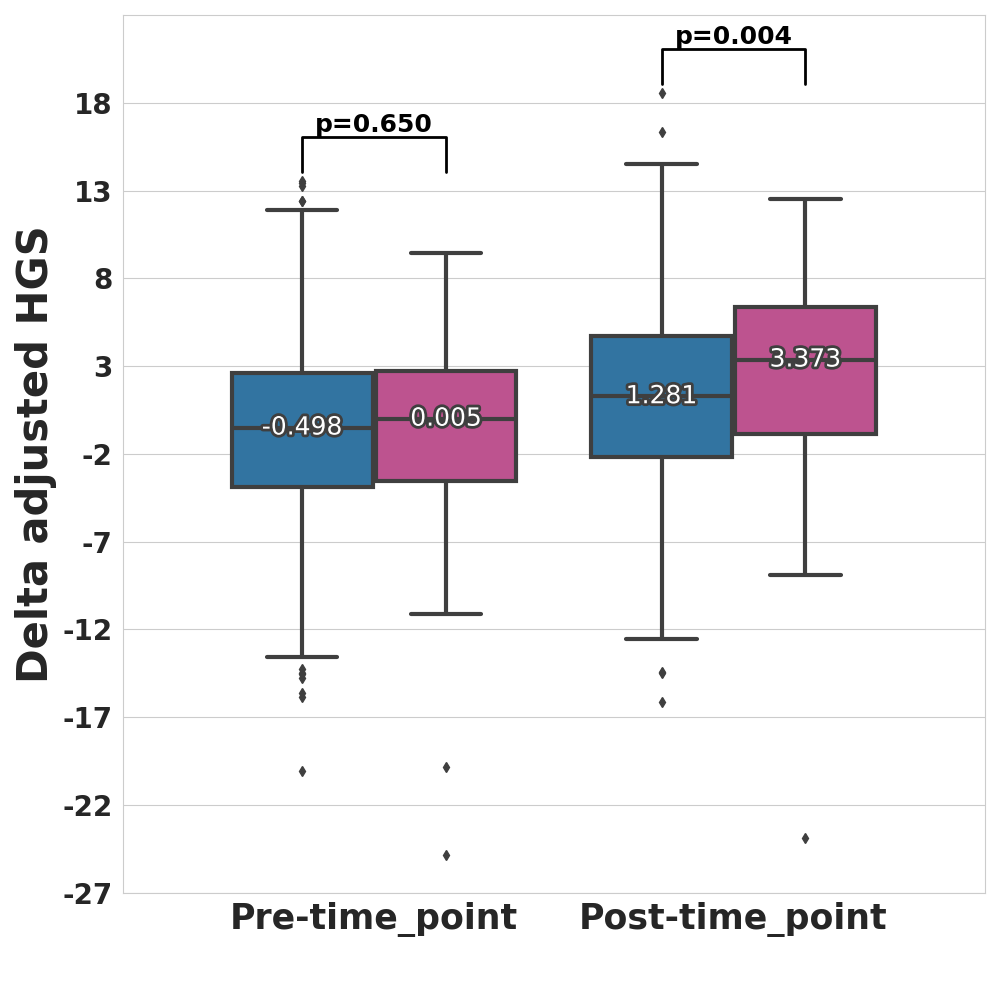 Delta adjusted HGS
18
13
8
3
-2
-7
-12
-17
-22
-27
p=0.650
p=0.004
-0.498
0.005
1.281
3.373
Pre-time_point
Post-time_point